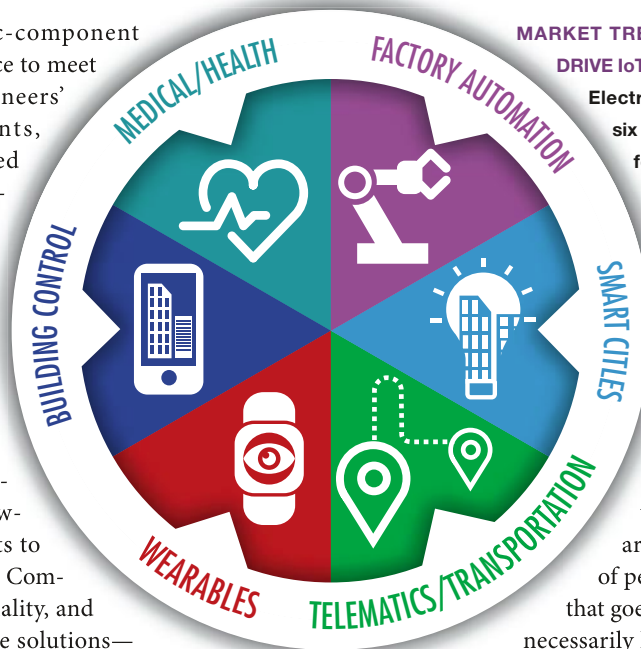 c-component
ce to meet
neers'
nts,
ed
-
MEDICAL/HEALTH
FACTORY AUTOMATION
BUILDING CONTROL
SMART CITIES
WEARABLES
TELEMATICS/TRANSPORTATION
MARKET TRE
DRIVE IoT
Electr
six
f
-
w-
ts to
Com-
ality, and
e solutions—
ar
of pe
that goe
necessarily